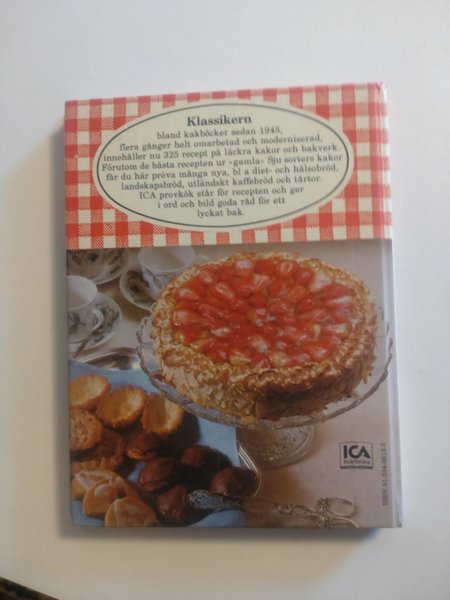 Klassikern
bland kakböcker sedan 1945,
flera gånger helt omarbetad och moderniserad,
innehåller nu 325 recept på läckra kakor och bakverk.
Förutom de bästa recepten ur »gamla» Sju sorters kakor
får du här pröva många nya, bl a diet- och hälsobröd,
landskapsbröd, utländskt kaffebröd och tårtor.
ICA provkök står för recepten och ger
i ord och bild goda råd för ett
lyckat bak.
ICA
bokförlag